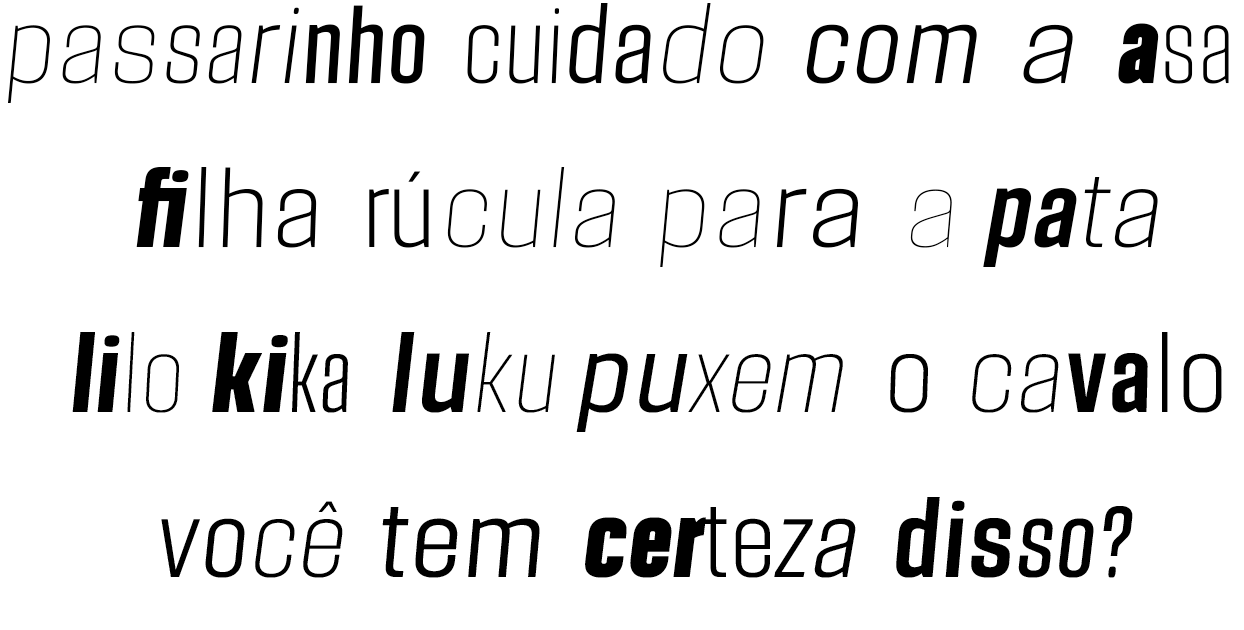 passarinho cuidado com a asa
filha rúcula para a pata
lilo kika luku puxem o cavalo
você tem certeza disso?